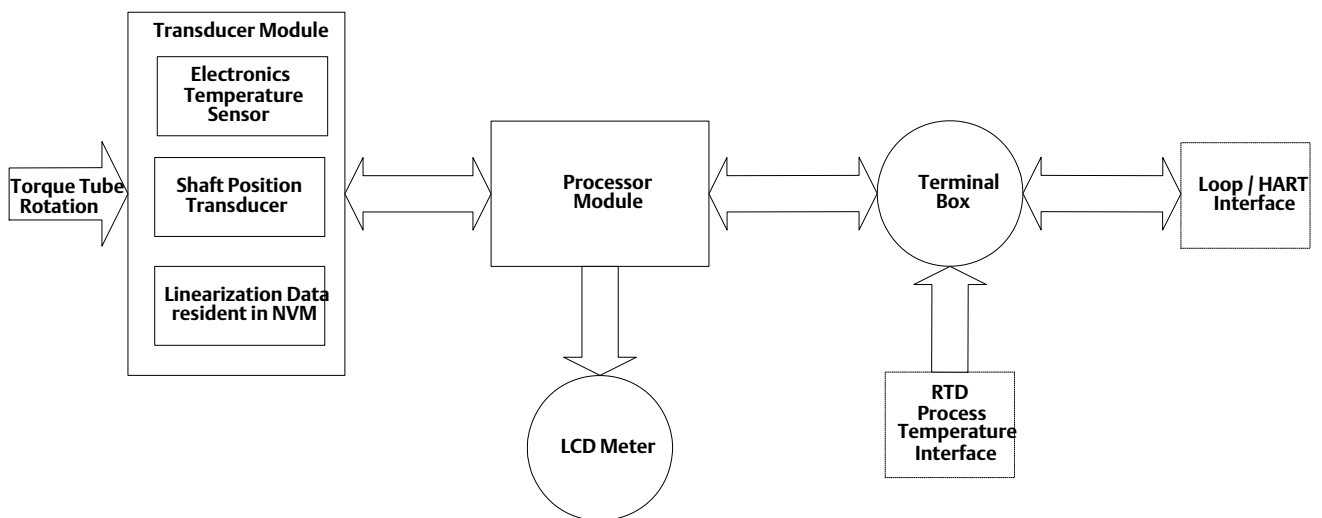 Transducer Module
Electronics
Temperature
Sensor
Torque Tube
Rotation
Shaft Position
Transducer
Linearization Data
resident in NVM
Processor
Module
LCD Meter
Terminal
Box
RTD
Process
Temperature
Interface
Loop / HART
Interface